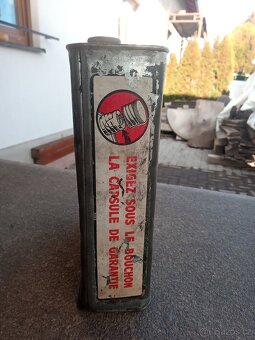 EXIGEZ SOUS LE BOUCHON
LA CAPSULE DE GARANTIE